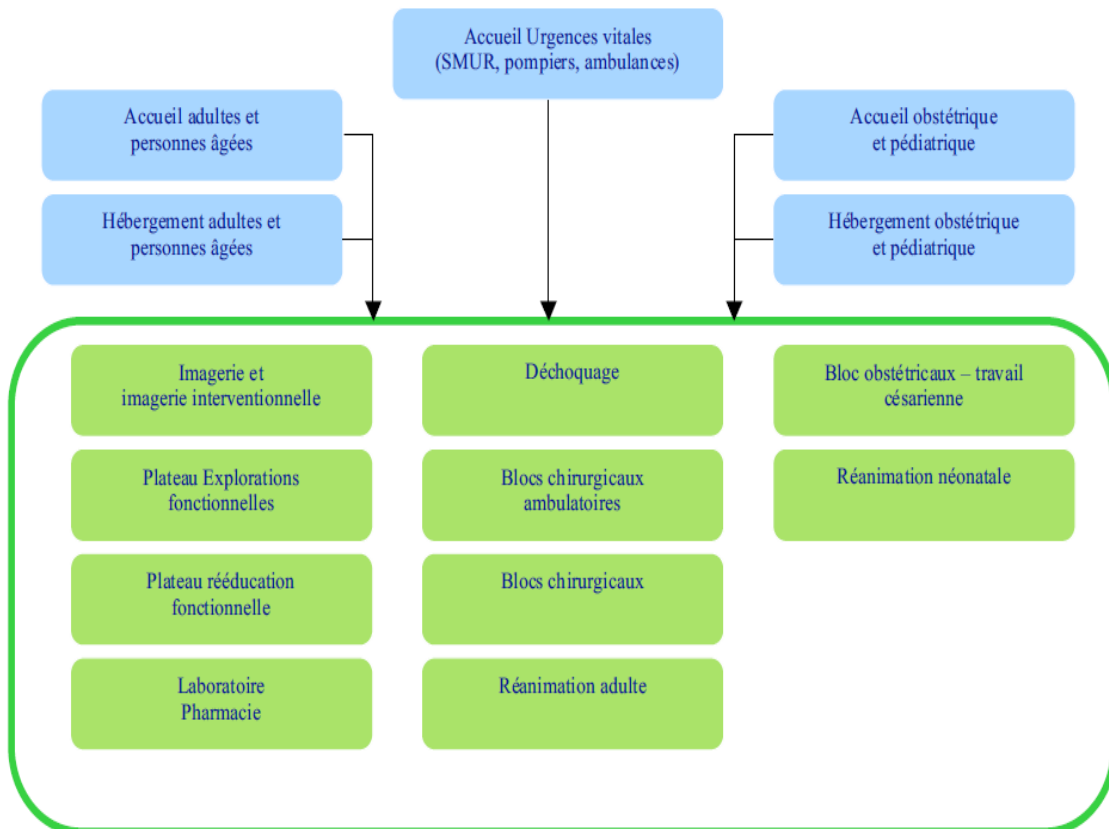 Accueil Urgences vitales
(SMUR, pompiers, ambulances)
Accueil adultes et
personnes âgées
Accueil obstétrique
et pédiatrique
Hébergement adultes et
personnes âgées
Hébergement obstétrique
et pédiatrique
Imagerie et
imagerie interventionnelle
Déchoquage
Bloc obstétricaux – travail
césarienne
Plateau Explorations
fonctionnelles
Blocs chirurgicaux
ambulatoires
Réanimation néonatale
Plateau rééducation
fonctionnelle
Blocs chirurgicaux
Laboratoire
Pharmacie
Réanimation adulte